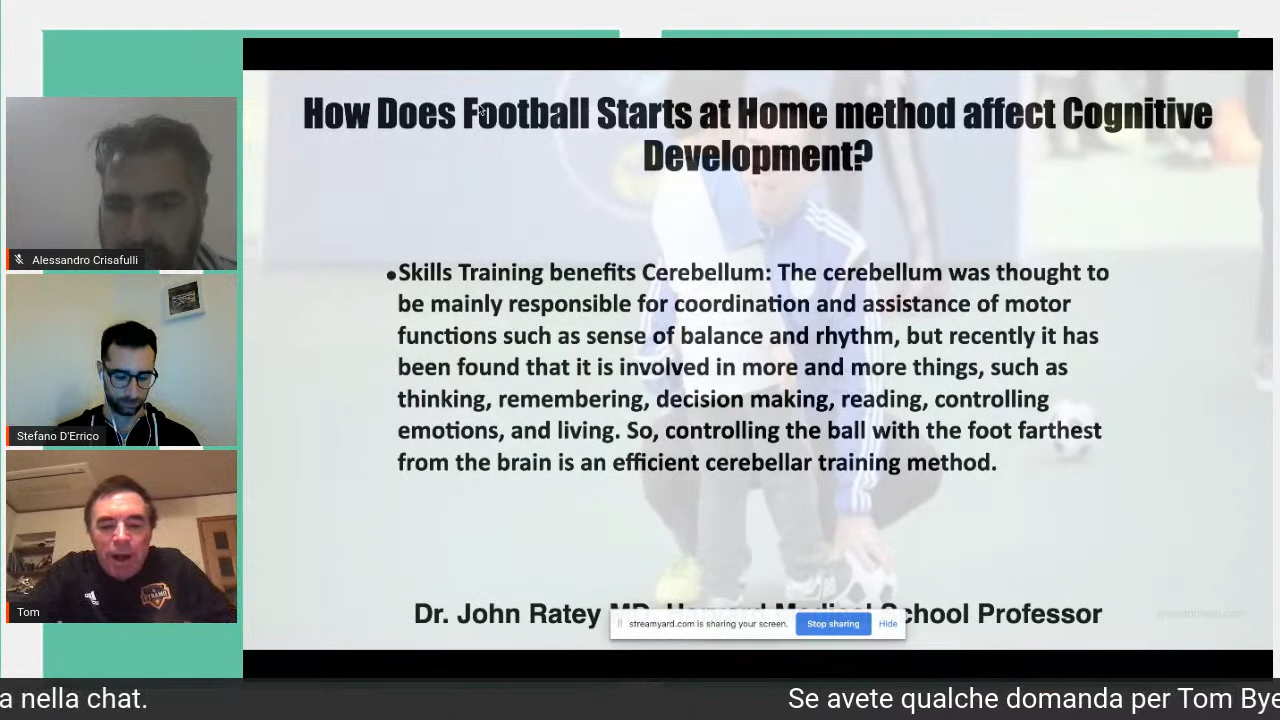 How Does Football Starts at Home method affect Cognitive
Development?
•Skills Training benefits Cerebellum: The cerebellum was thought to
be mainly responsible for coordination and assistance of motor
functions such as sense of balance and rhythm, but recently it has
been found that it is involved in more and more things, such as
thinking, remembering, decision making, reading, controlling
emotions, and living. So, controlling the ball with the foot farthest
from the brain is an efficient cerebellar training method.
Dr. John Ratey MD. Harvard Medical School Professor
streamyard.com is sharing your screen. Stop sharing Hide
Alessandro Crisafulli
Stefano D'Errico
DYNAMO
Tom
a nella chat. Se avete qualche domanda per Tom Bye